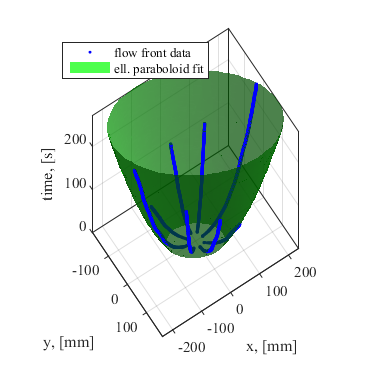 flow front data
ell. paraboloid fit
time, [s]
200
100
0
-100
0
100
y, [mm]
-200
-100
0
100
200
x, [mm]